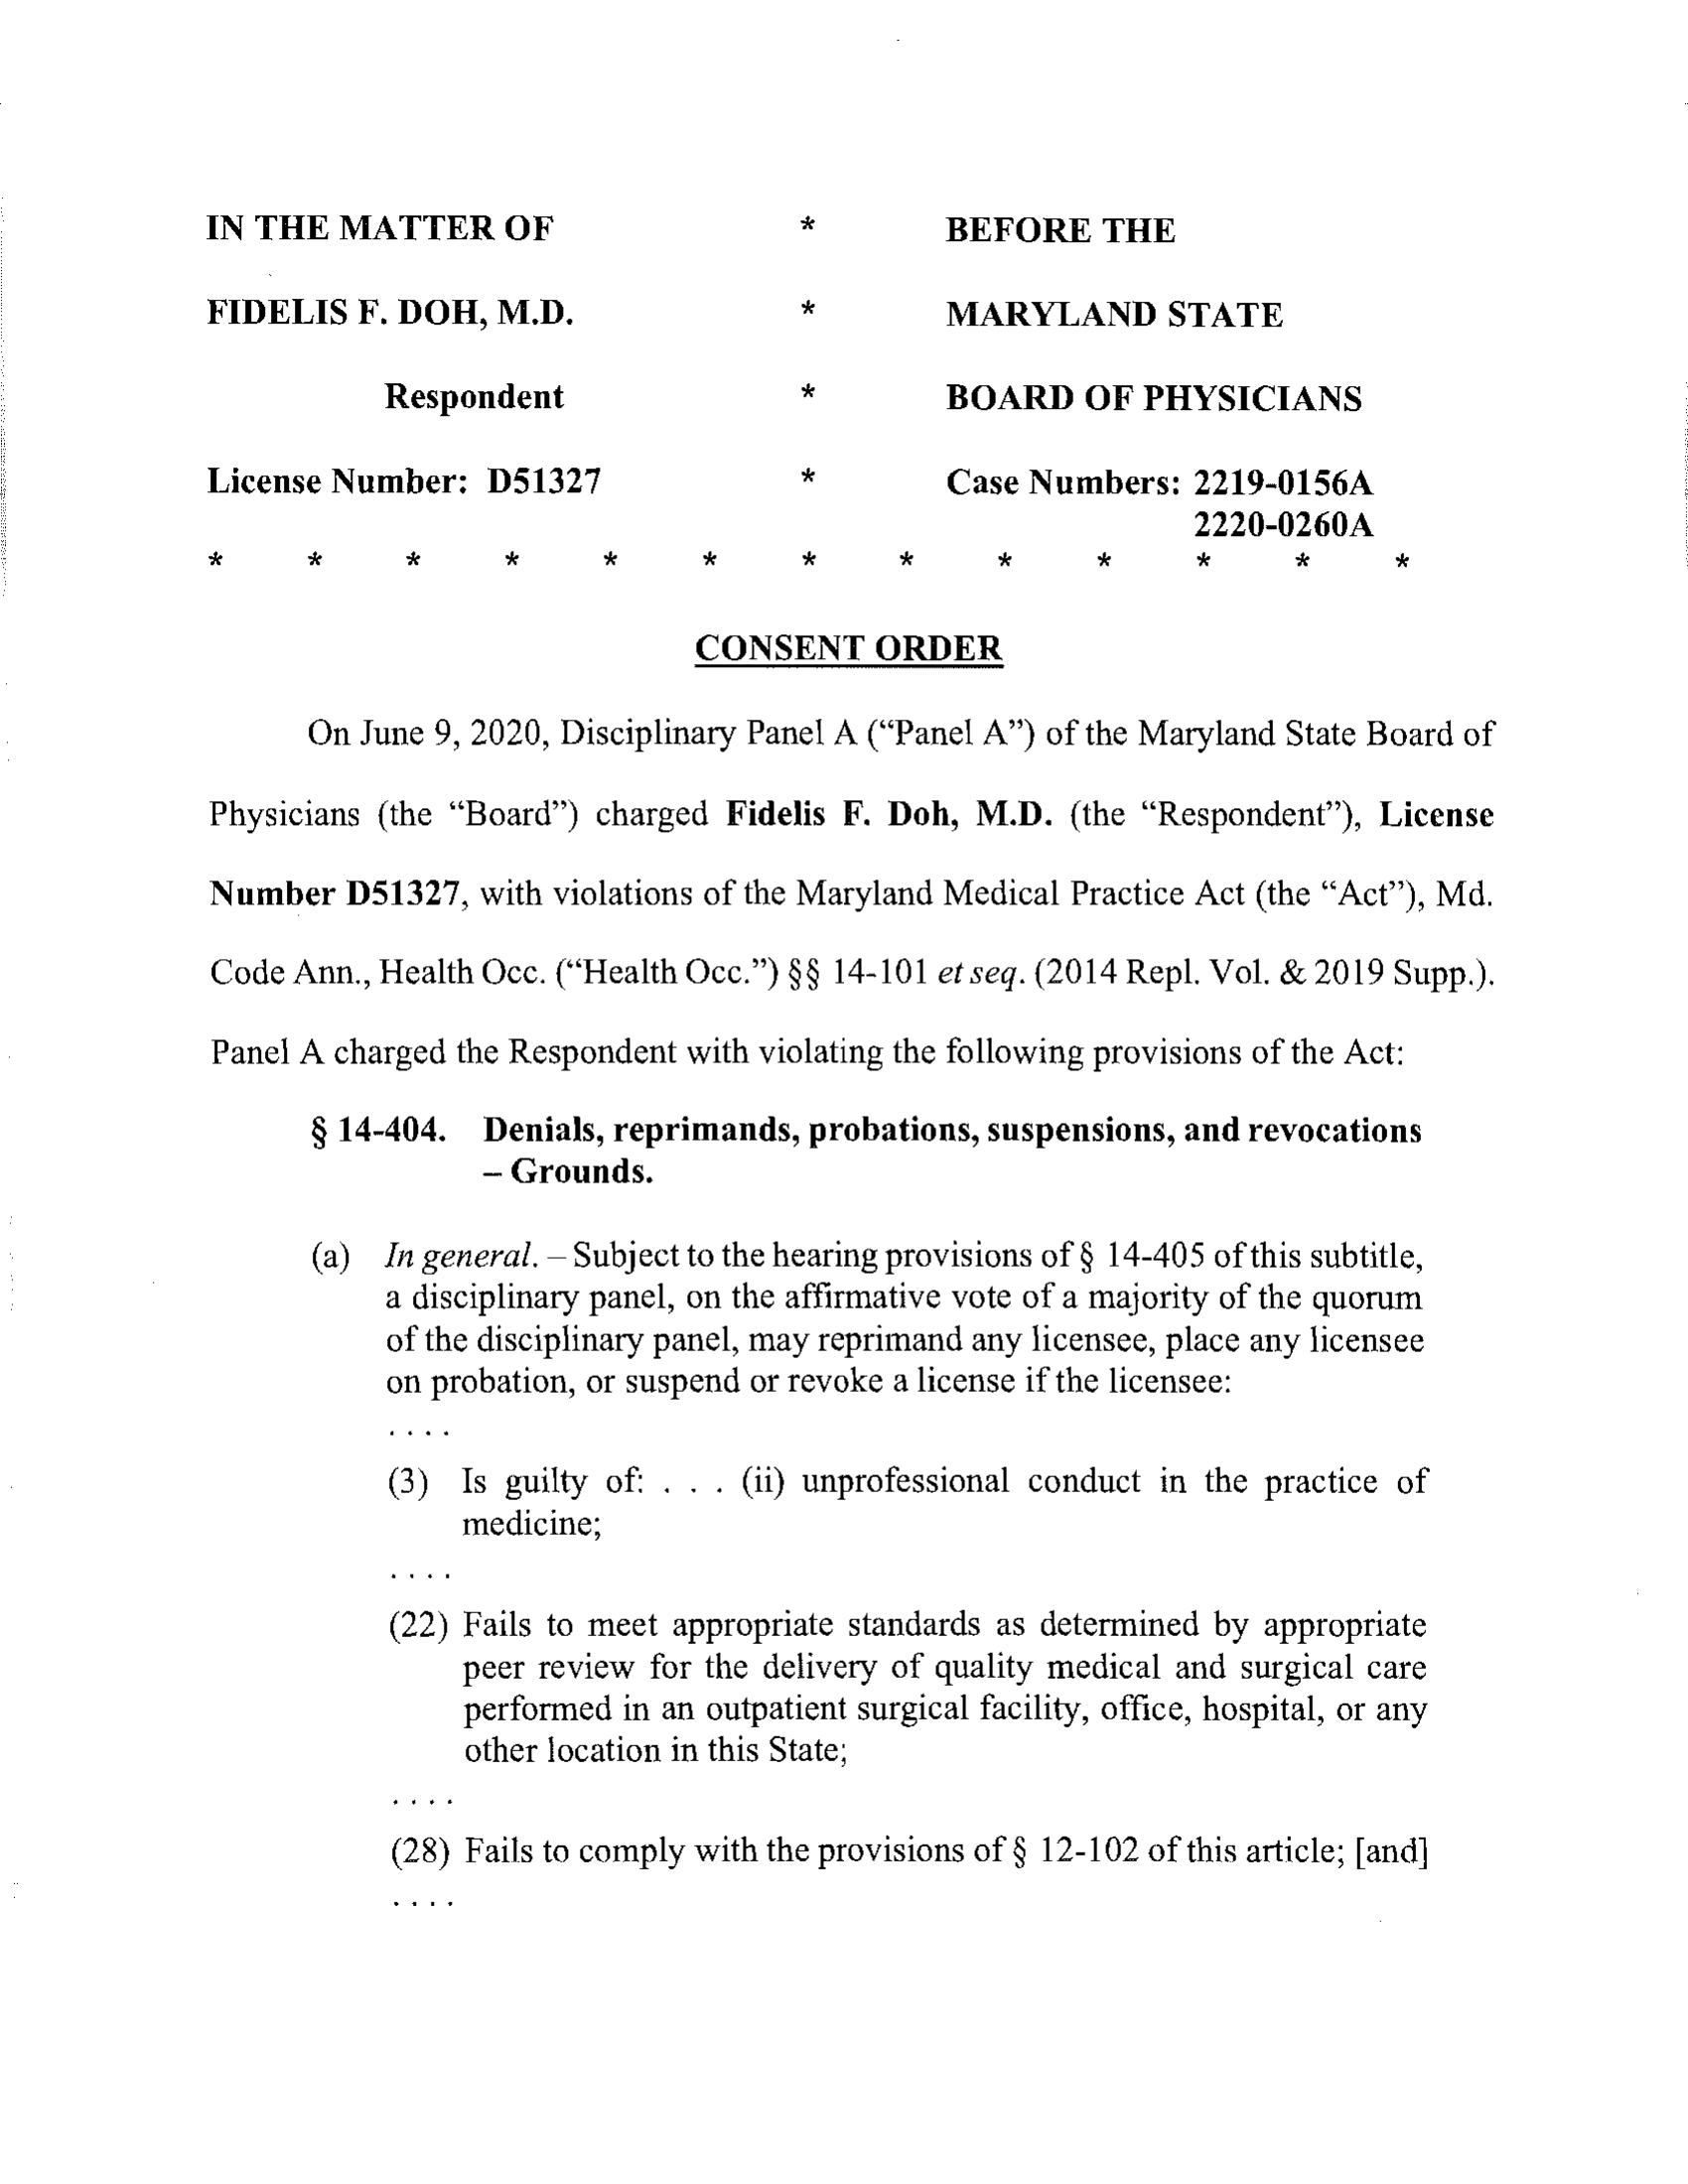 IN THE MATTER OF * BEFORE THE
FIDELIS F. DOH, M.D. * MARYLAND STATE
Respondent * BOARD OF PHYSICIANS
License Number: D51327 * Case Numbers: 2219-0156A
2220-0260A
* * * * * * * * * * * * *
CONSENT ORDER
On June 9, 2020, Disciplinary Panel A (“Panel A”) of the Maryland State Board of
Physicians (the “Board”) charged Fidelis F. Doh, M.D. (the “Respondent”), License
Number D51327, with violations of the Maryland Medical Practice Act (the “Act”), Md.
Code Ann., Health Occ. (“Health Occ.”) §§ 14-101 et seq. (2014 Repl. Vol. & 2019 Supp.).
Panel A charged the Respondent with violating the following provisions of the Act:
§ 14-404. Denials, reprimands, probations, suspensions, and revocations
– Grounds.
(a) In general. – Subject to the hearing provisions of § 14-405 of this subtitle,
a disciplinary panel, on the affirmative vote of a majority of the quorum
of the disciplinary panel, may reprimand any licensee, place any licensee
on probation, or suspend or revoke a license if the licensee:
. . . .
(3) Is guilty of: . . . (ii) unprofessional conduct in the practice of
medicine;
. . . .
(22) Fails to meet appropriate standards as determined by appropriate
peer review for the delivery of quality medical and surgical care
performed in an outpatient surgical facility, office, hospital, or any
other location in this State;
. . . .
(28) Fails to comply with the provisions of § 12-102 of this article; [and]
. . . .